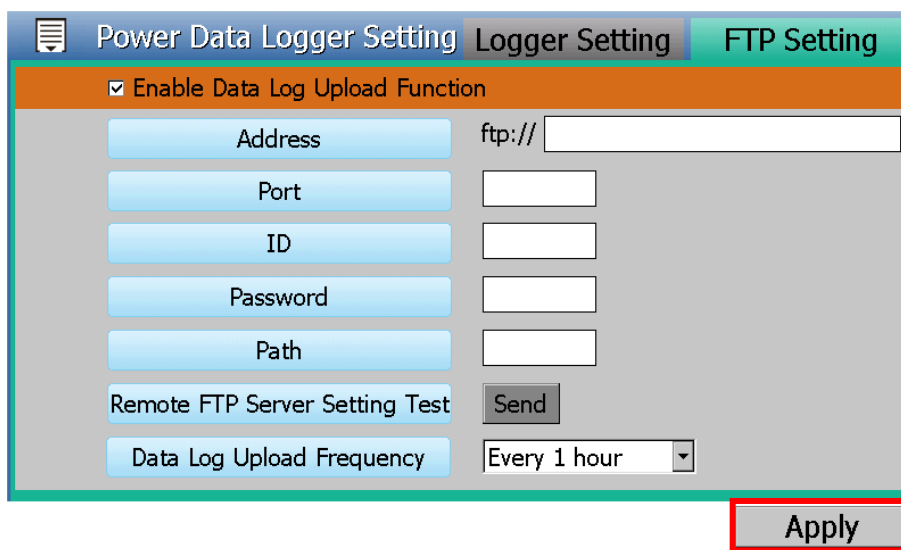 Power Data Logger Setting Logger Setting FTP Setting
Enable Data Log Upload Function
Address ftp://
Port
ID
Password
Path
Remote FTP Server Setting Test Send
Data Log Upload Frequency Every 1 hour
Apply